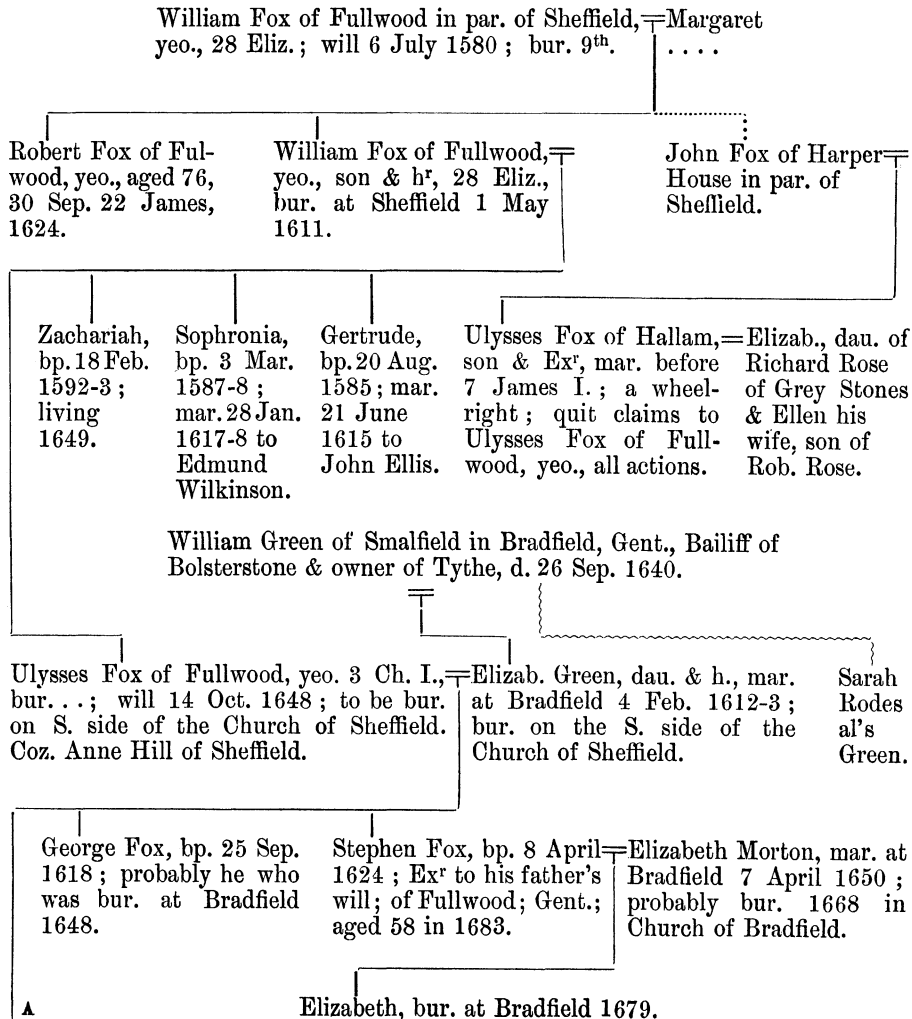 William Fox of Fullwood in par. of Sheffield,
yeo., 28 Eliz.; will 6 July 1580; bur. 9th.
Margaret
. . . .
Robert Fox of Ful-
wood, yeo., aged 76,
30 Sep. 22 James,
1624.
William Fox of Fullwood,
yeo., son & hr, 28 Eliz.,
bur. at Sheffield 1 May
1611.
John Fox of Harper
House in par. of
Sheffield.
Zachariah,
bp. 18 Feb.
1592-3;
living
1649.
Sophronia,
bp. 3 Mar.
1587-8;
mar. 28 Jan.
1617-8 to
Edmund
Wilkinson.
Gertrude,
bp. 20 Aug.
1585; mar.
21 June
1615 to
John Ellis.
Ulysses Fox of Hallam,
son & Exr, mar. before
7 James I.; a wheel-
right; quit claims to
Ulysses Fox of Full-
wood, yeo., all actions.
Elizab., dau. of
Richard Rose
of Grey Stones
& Ellen his
wife, son of
Rob. Rose.
William Green of Smalfield in Bradfield, Gent., Bailiff of
Bolsterstone & owner of Tythe, d. 26 Sep. 1640.
Ulysses Fox of Fullwood, yeo. 3 Ch. I.,
bur. . .; will 14 Oct. 1648; to be bur.
on S. side of the Church of Sheffield.
Coz. Anne Hill of Sheffield.
Elizab. Green, dau. & h., mar.
at Bradfield 4 Feb. 1612-3;
bur. on the S. side of the
Church of Sheffield.
Sarah
Rodes
al's
Green.
George Fox, bp. 25 Sep.
1618; probably he who
was bur. at Bradfield
1648.
Stephen Fox, bp. 8 April
1624; Exr to his father's
will; of Fullwood; Gent.;
aged 58 in 1683.
Elizabeth Morton, mar. at
Bradfield 7 April 1650;
probably bur. 1668 in
Church of Bradfield.
A
Elizabeth, bur. at Bradfield 1679.